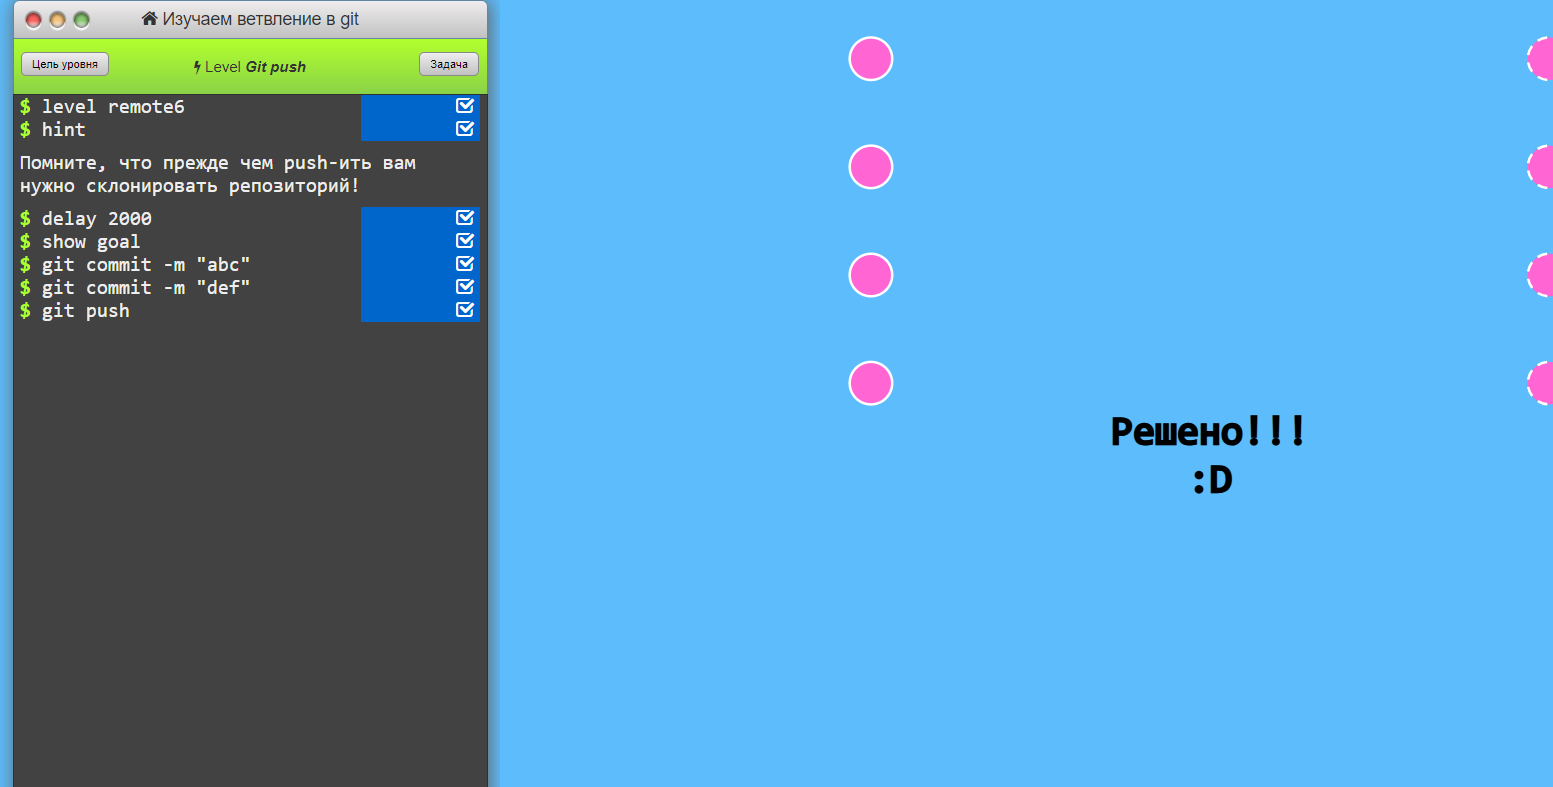 Изучаем ветвление в git
Цель уровня
Level Git push
Задача
$ level remote6
$ hint
Помните, что прежде чем push-ить вам
нужно склонировать репозиторий!
$ delay 2000
$ show goal
$ git commit -m "abc"
$ git commit -m "def"
$ git push
Решено!!!
:D